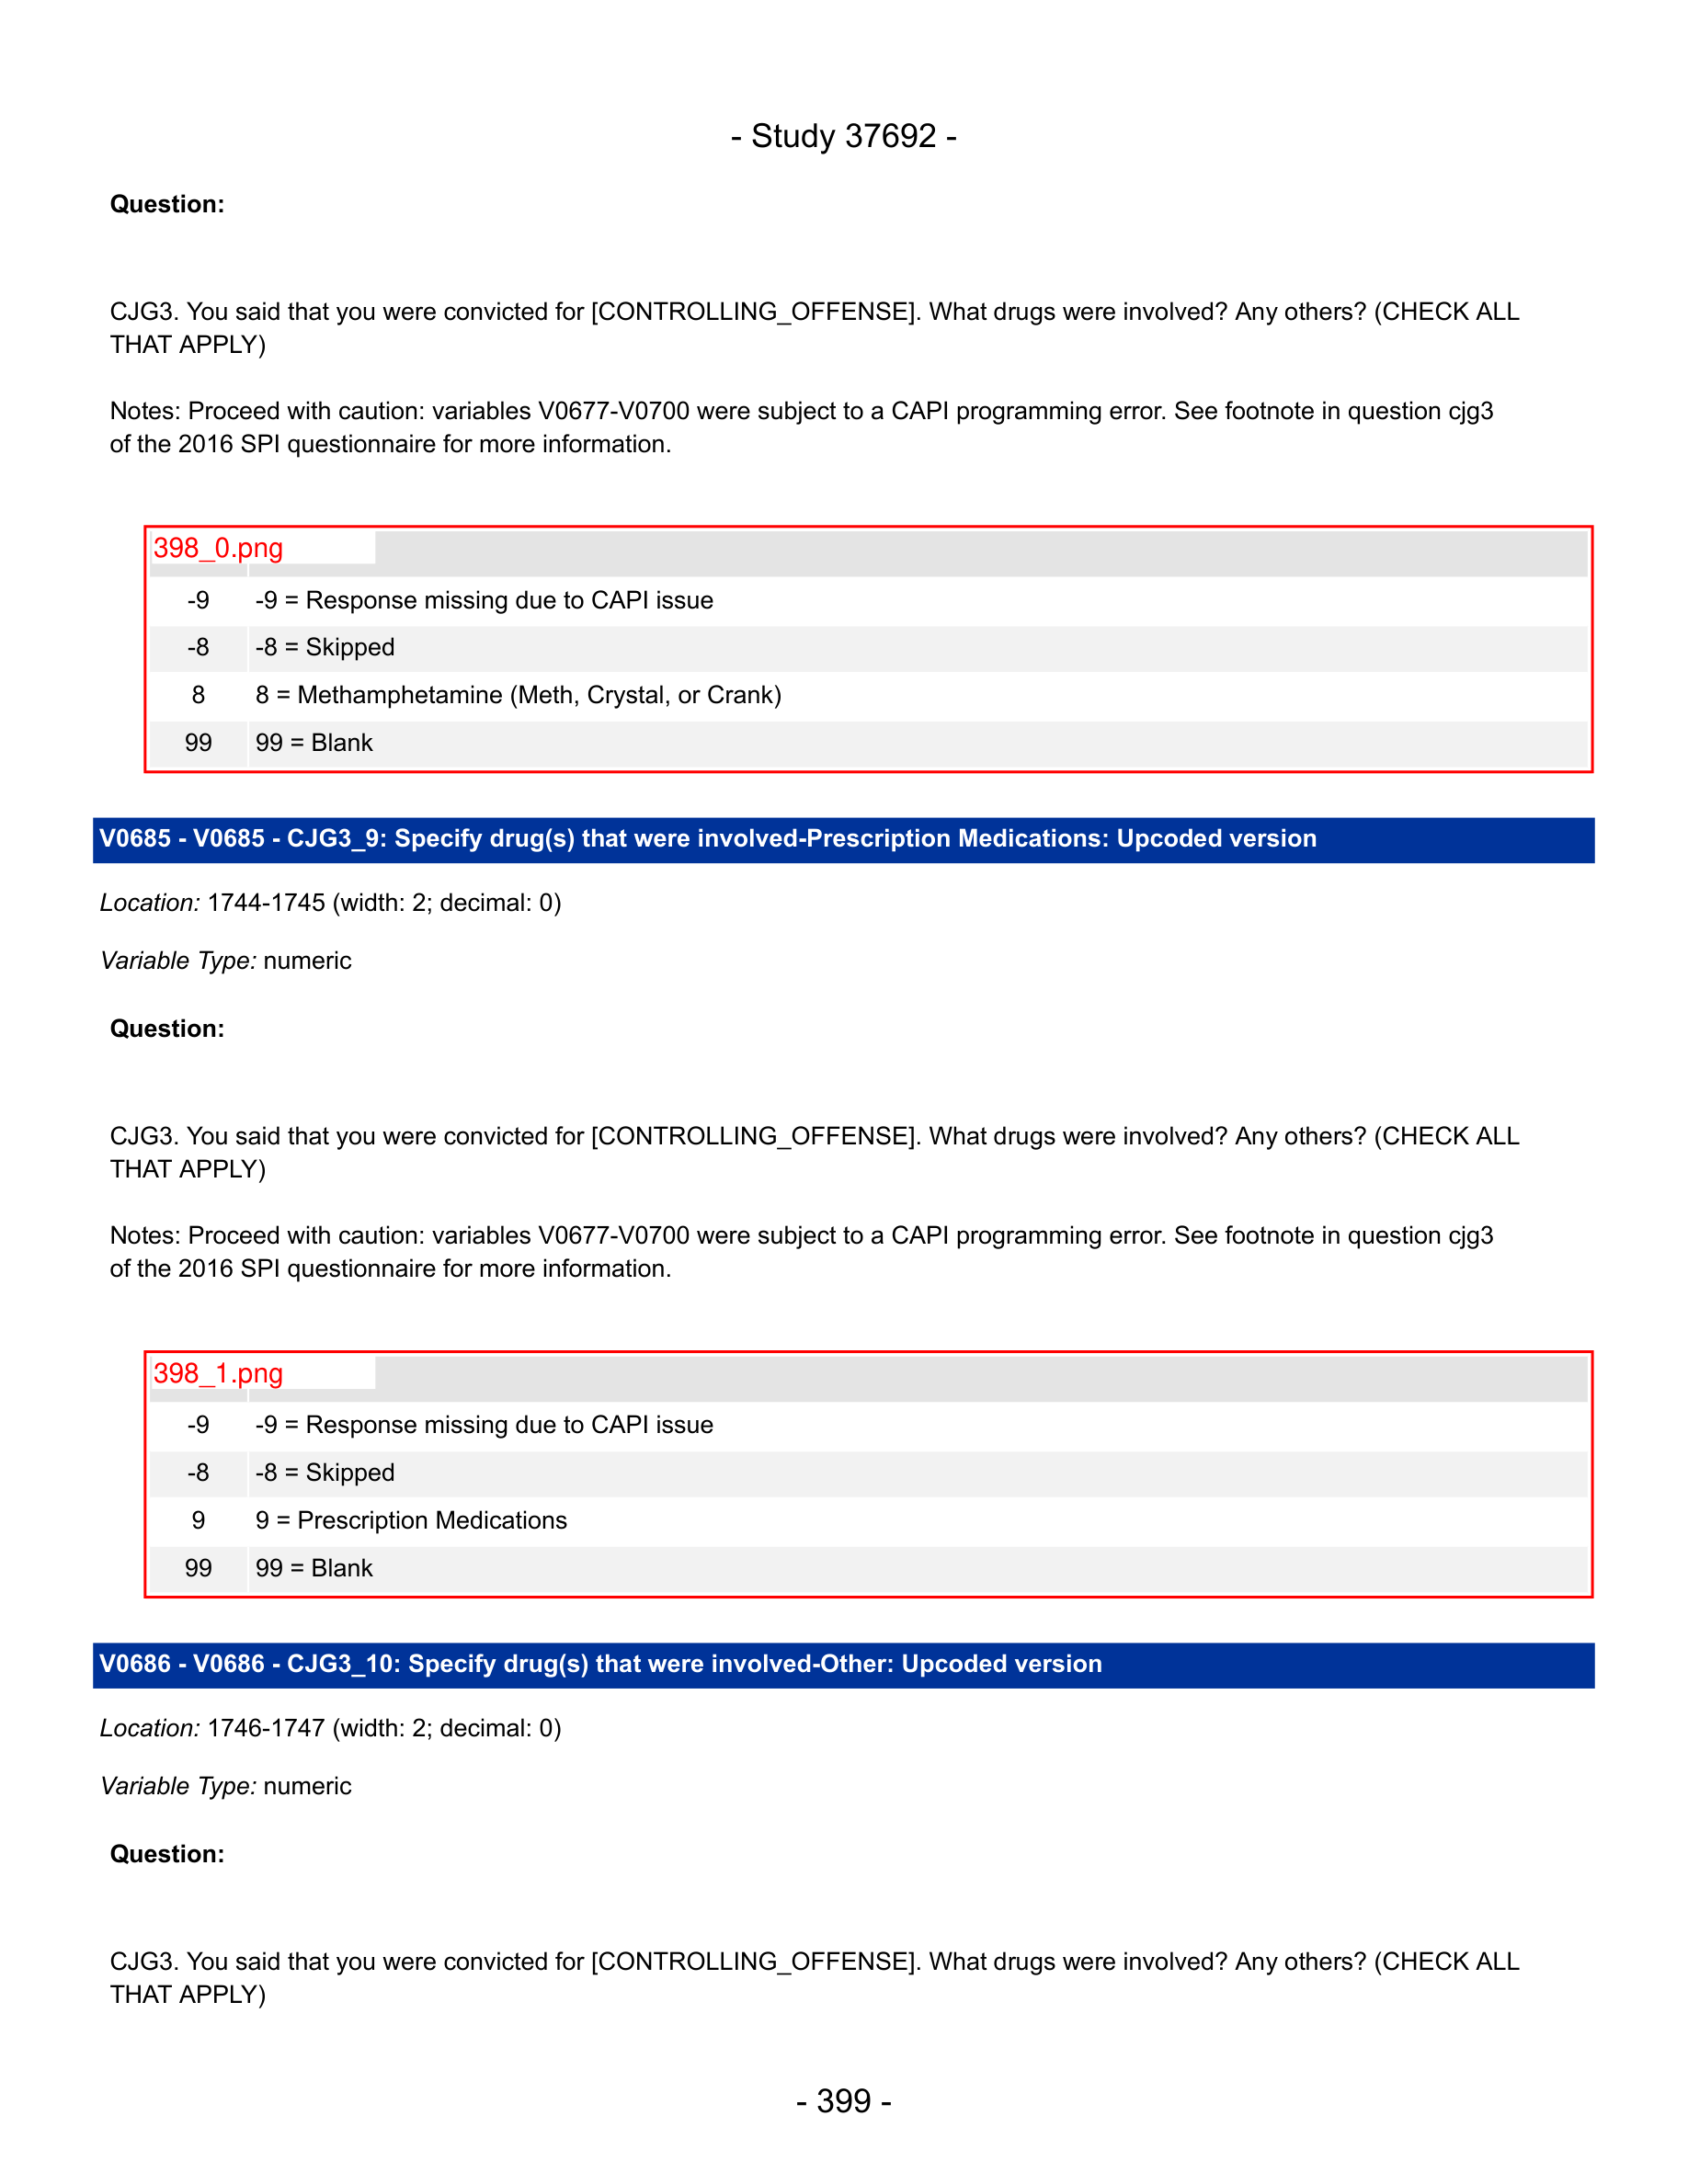 - Study 37692 -
Question:
CJG3. You said that you were convicted for [CONTROLLING_OFFENSE]. What drugs were involved? Any others? (CHECK ALL
THAT APPLY)
Notes: Proceed with caution: variables V0677-V0700 were subject to a CAPI programming error. See footnote in question cjg3
of the 2016 SPI questionnaire for more information.
398_0.png
-9 -9 = Response missing due to CAPI issue
-8 -8 = Skipped
8 8 = Methamphetamine (Meth, Crystal, or Crank)
99 99 = Blank
V0685 - V0685 - CJG3_9: Specify drug(s) that were involved-Prescription Medications: Upcoded version
Location: 1744-1745 (width: 2; decimal: 0)
Variable Type: numeric
Question:
CJG3. You said that you were convicted for [CONTROLLING_OFFENSE]. What drugs were involved? Any others? (CHECK ALL
THAT APPLY)
Notes: Proceed with caution: variables V0677-V0700 were subject to a CAPI programming error. See footnote in question cjg3
of the 2016 SPI questionnaire for more information.
398_1.png
-9 -9 = Response missing due to CAPI issue
-8 -8 = Skipped
9 9 = Prescription Medications
99 99 = Blank
V0686 - V0686 - CJG3_10: Specify drug(s) that were involved-Other: Upcoded version
Location: 1746-1747 (width: 2; decimal: 0)
Variable Type: numeric
Question:
CJG3. You said that you were convicted for [CONTROLLING_OFFENSE]. What drugs were involved? Any others? (CHECK ALL
THAT APPLY)
- 399 -